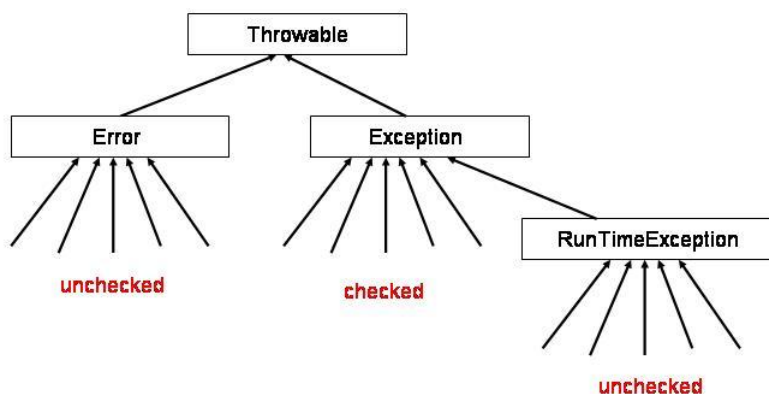 Throwable
Error
Exception
RunTimeException
unchecked
checked
unchecked